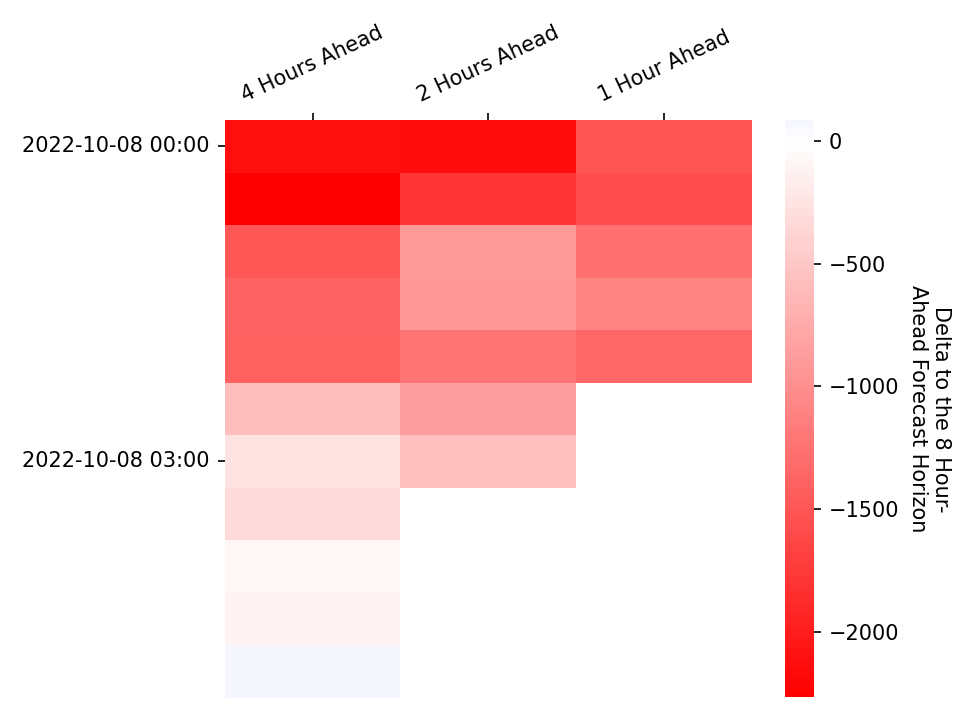 4 Hours Ahead
2 Hours Ahead
1 Hour Ahead
2022-10-08 00:00
2022-10-08 03:00
0
−500
−1000
−1500
−2000
Delta to the 8 Hour-
Ahead Forecast Horizon